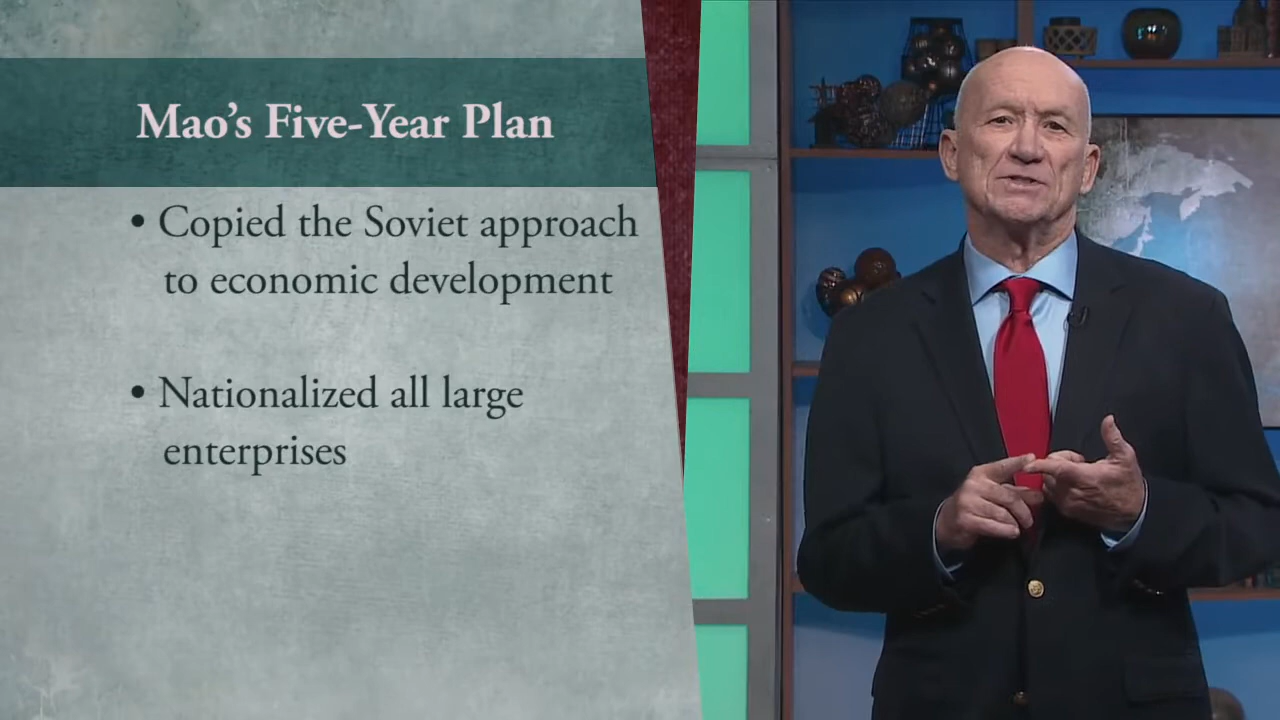 Mao’s Five-Year Plan
• Copied the Soviet approach
to economic development
• Nationalized all large
enterprises